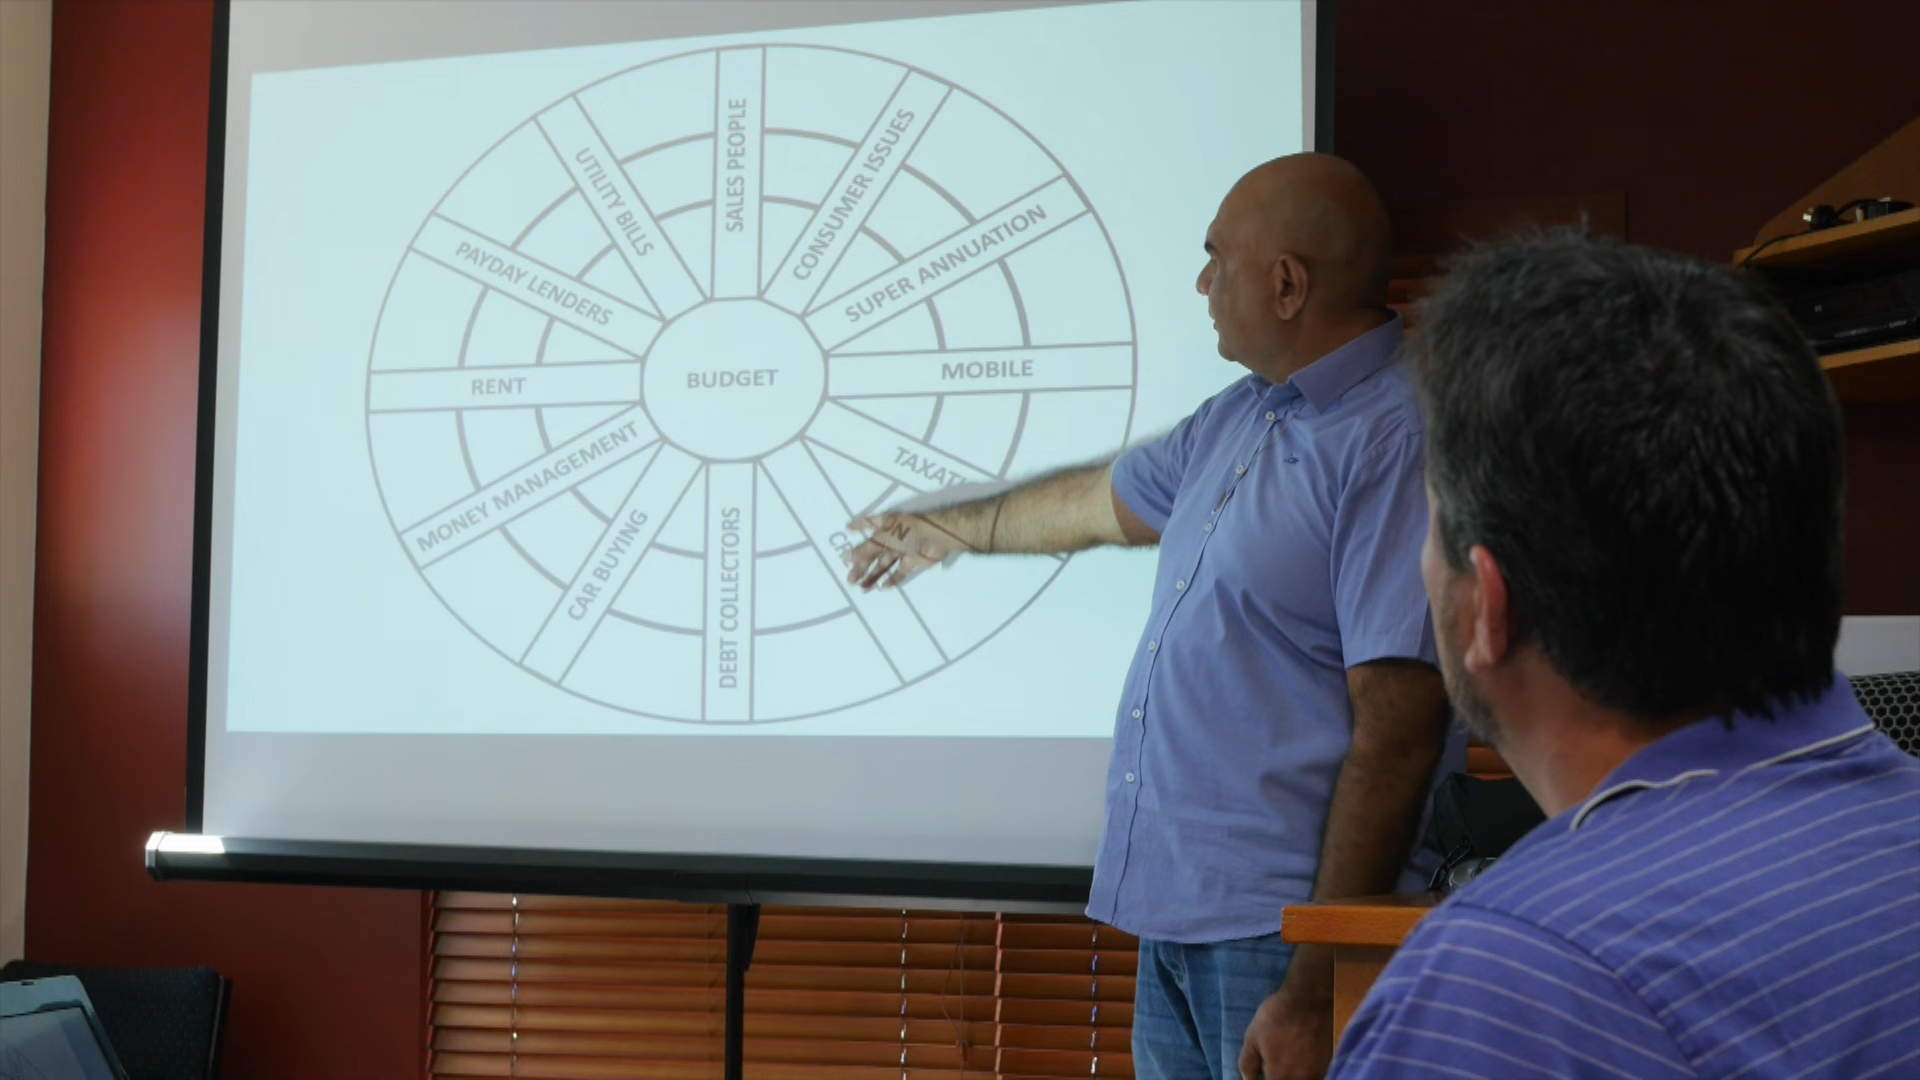 SALES PEOPLE
CONSUMER ISSUES
SUPER ANNUATION
MOBILE
TAXATION
DEBT COLLECTORS
CAR BUYING
MONEY MANAGEMENT
RENT
PAYDAY LENDERS
UTILITY BILLS
BUDGET